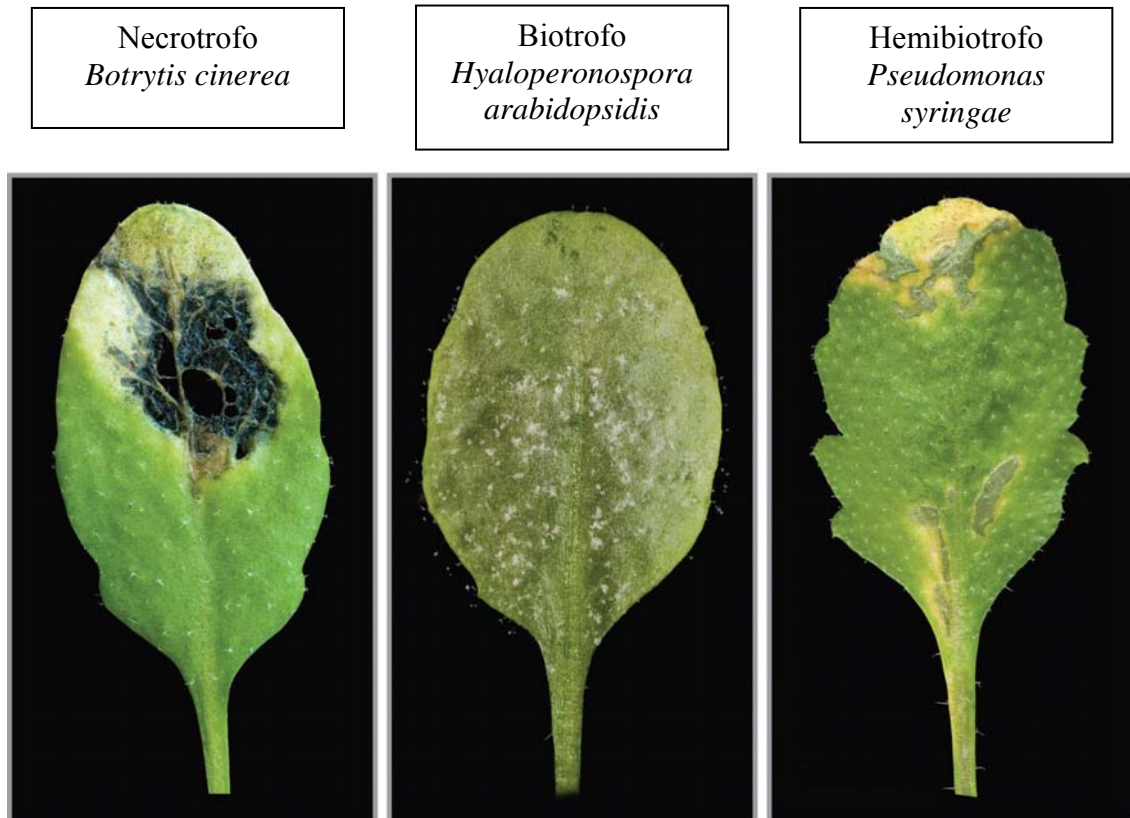 Necrotrofo
Botrytis cinerea
Biotrofo
Hyaloperonospora
arabidopsidis
Hemibiotrofo
Pseudomonas
syringae